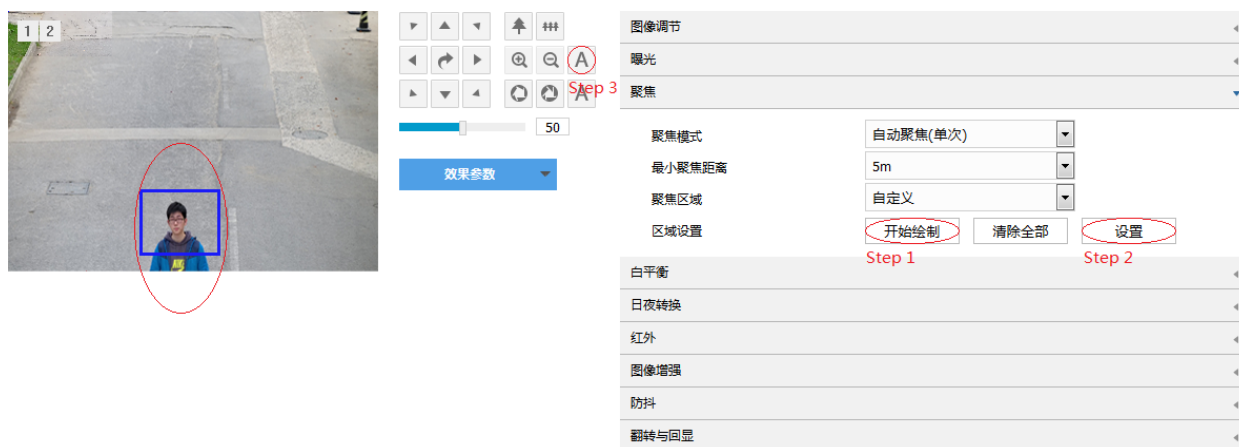 1 2
A
Step 3
A
50
效果参数
图像调节
曝光
聚焦
聚焦模式 自动聚焦(单次)
最小聚焦距离 5m
聚焦区域 自定义
区域设置 开始绘制 清除全部 设置
Step 1 Step 2
白平衡
日夜转换
红外
图像增强
防抖
翻转与回显